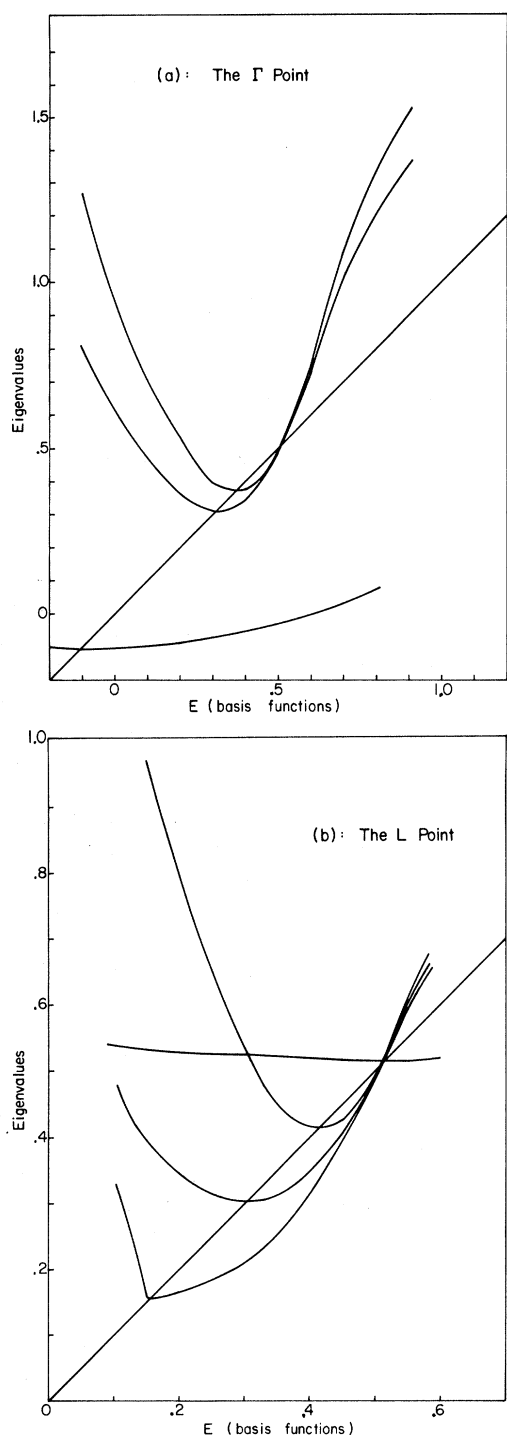 (a): The Γ Point
1.5
1.0
.5
0
Eigenvalues
0
.5
1.0
E (basis functions)
1.0
(b): The L Point
.8
.6
.4
.2
Eigenvalues
0
.2
.4
.6
E (basis functions)